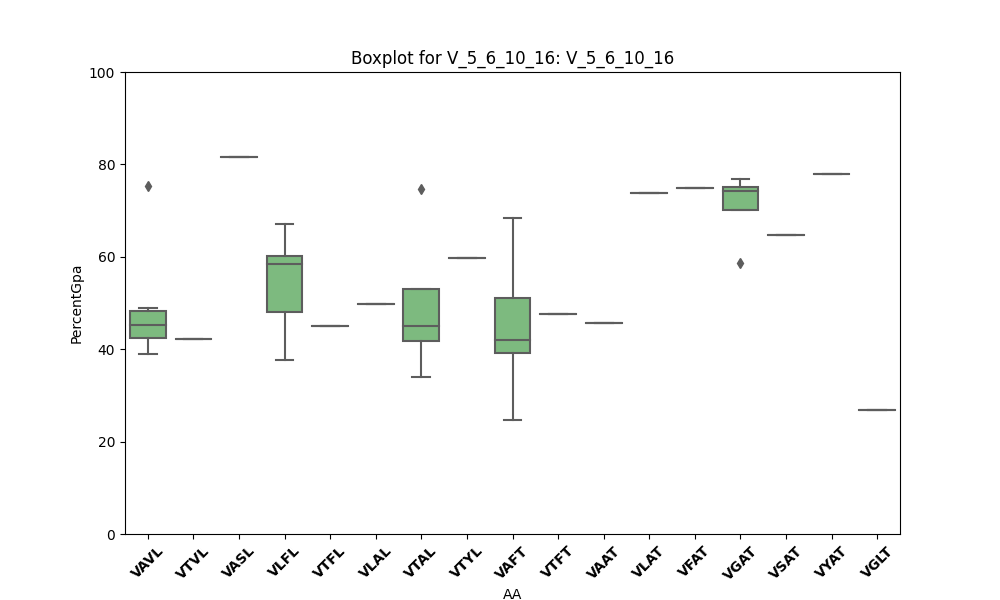 Boxplot for V_5_6_10_16: V_5_6_10_16
100
80
60
40
20
0
PercentGpa
VAVL VTVL VASL VLFL VTFL VLAL VTAL VTYL VAFT VTFT VAAT VLAT VFAT VGAT VSAT VYAT VGLT
AA